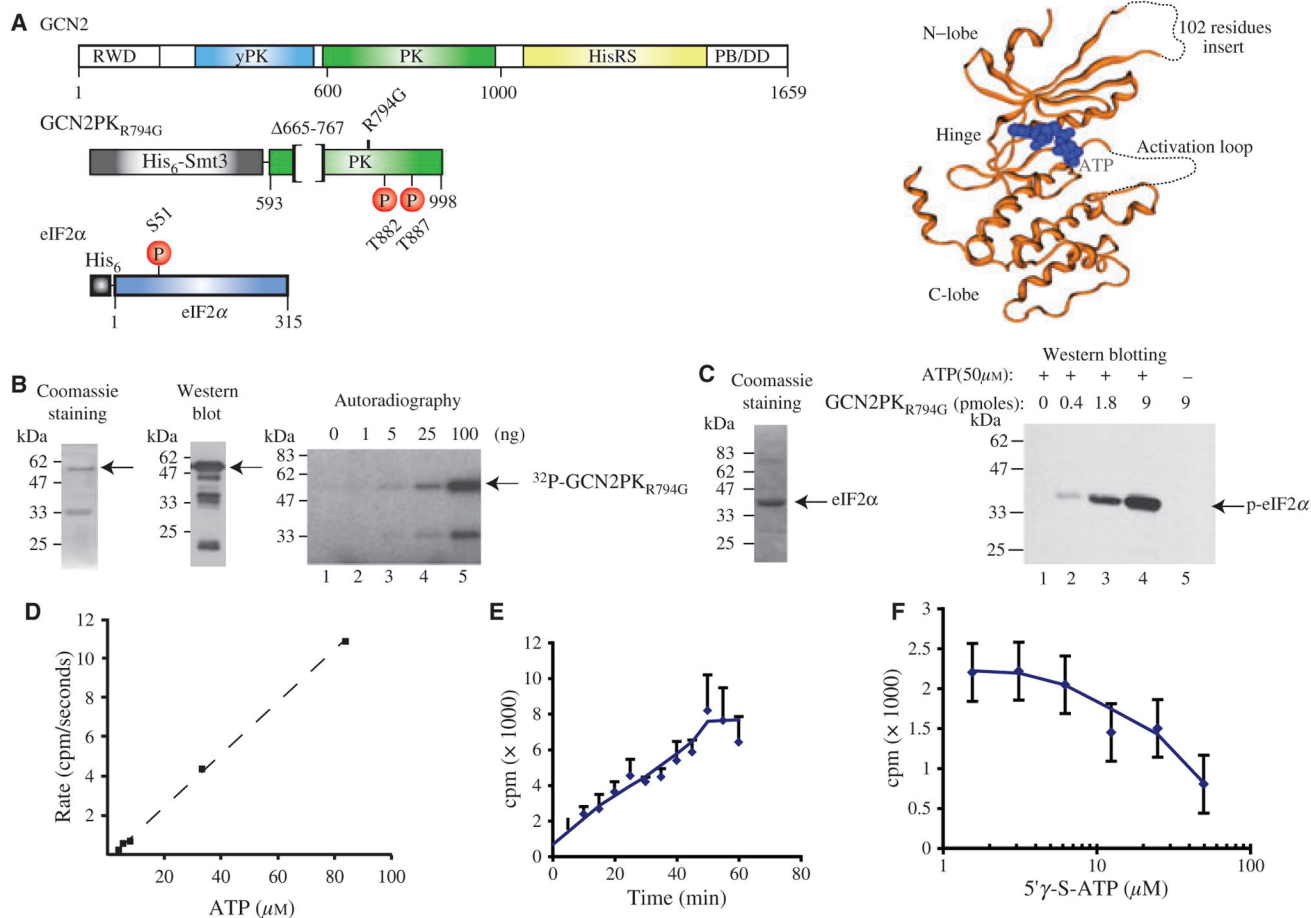 A
GCN2
RWD yPK PK HisRS PB/DD
1 600 1000 1659
GCN2PKR794G
Δ665-767 R794G
His6-Smt3 PK
593 P P 998
T882 T887
S51
eIF2α
P
His6
1 eIF2α 315
N-lobe
102 residues
insert
Hinge
Activation loop
ATP
C-lobe
B
Coomassie
staining
kDa
62
47
33
25
Western
blot
kDa
62
47
33
25
Autoradiography
kDa 0 1 5 25 100 (ng)
83
62
47
33
32P-GCN2PKR794G
1 2 3 4 5
C
Coomassie
staining
kDa
83
62
47
33
25
eIF2α
Western blotting
ATP(50μM): + + + + –
GCN2PKR794G (pmoles): 0 0.4 1.8 9 9
kDa
62
47
33
25
p-eIF2α
1 2 3 4 5
D
Rate (cpm/seconds)
12
10
8
6
4
2
20 40 60 80 100
ATP (μM)
E
cpm (× 1000)
12
10
8
6
4
2
0
0 20 40 60 80
Time (min)
F
cpm (× 1000)
3
2.5
2
1.5
1
0.5
0
1 10 100
5'γ-S-ATP (μM)